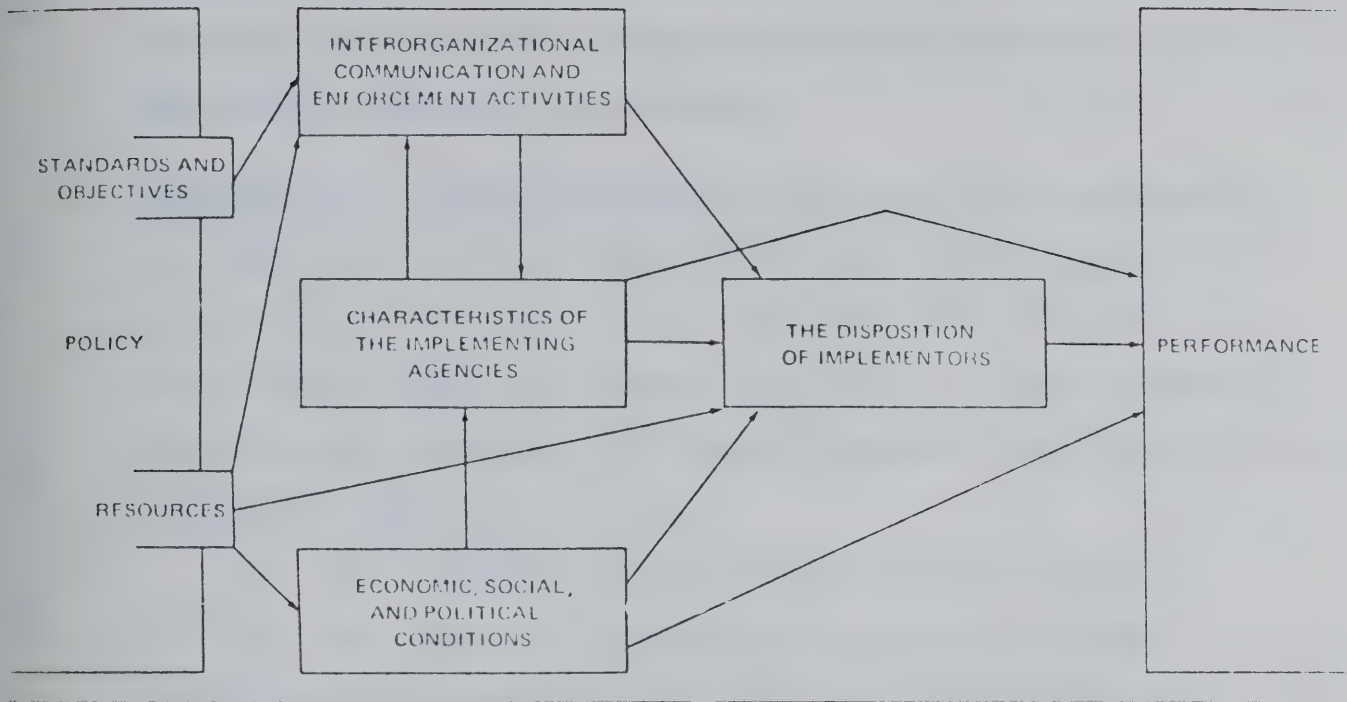 INTERORGANIZATIONAL
COMMUNICATION AND
ENFORCEMENT ACTIVITIES
STANDARDS AND
OBJECTIVES
POLICY
CHARACTERISTICS OF
THE IMPLEMENTING
AGENCIES
THE DISPOSITION
OF IMPLEMENTORS
PERFORMANCE
RESOURCES
ECONOMIC, SOCIAL,
AND POLITICAL
CONDITIONS